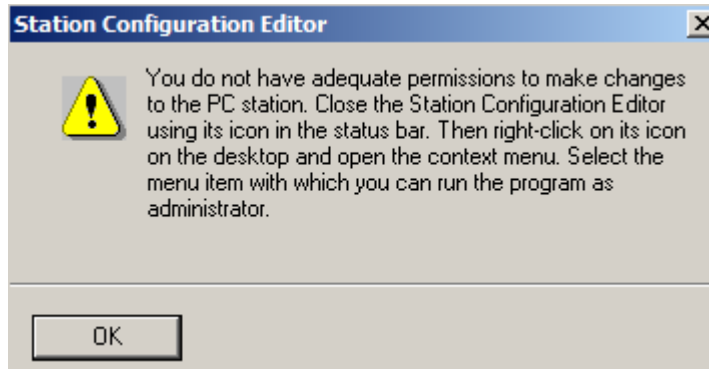 Station Configuration Editor
You do not have adequate permissions to make changes
to the PC station. Close the Station Configuration Editor
using its icon in the status bar. Then right-click on its icon
on the desktop and open the context menu. Select the
menu item with which you can run the program as
administrator.
OK